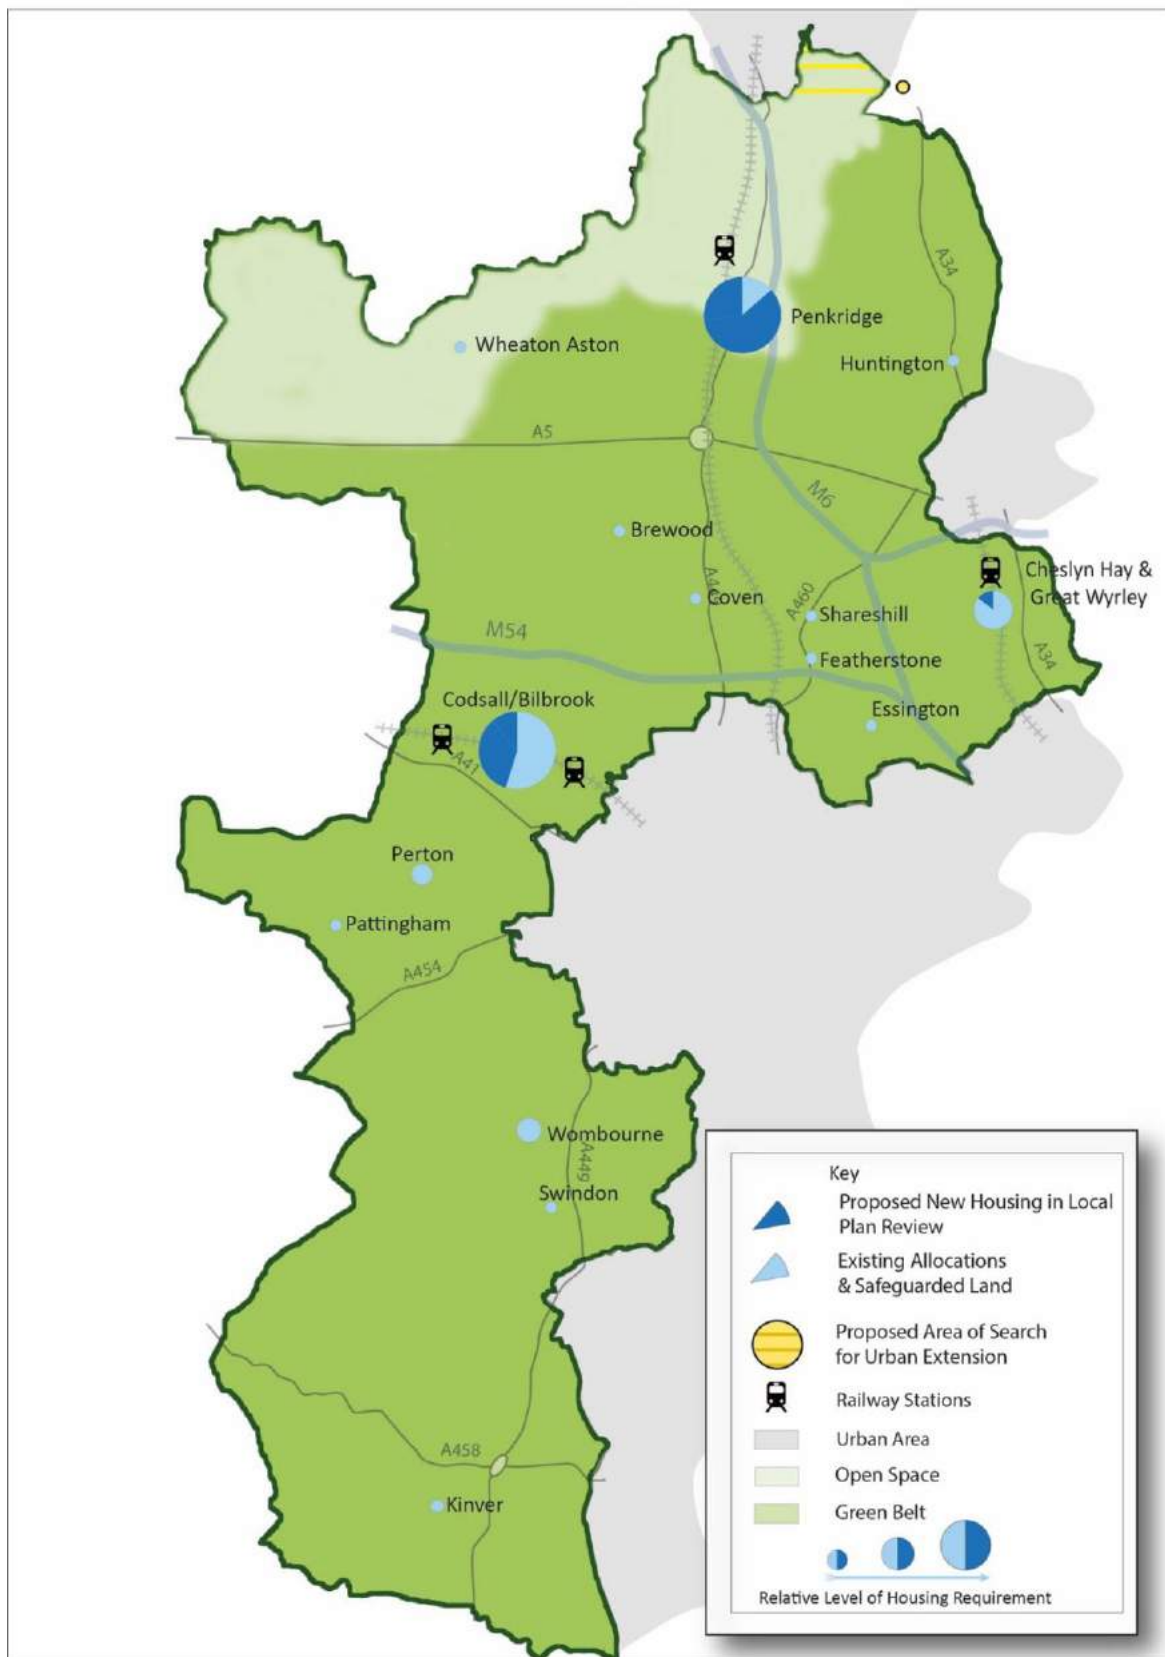 A34
Penkridge
Wheaton Aston
Huntington
A5
M6
Brewood
Cheslyn Hay &
Great Wyrley
Coven
A460
Shareshill
M54
Featherstone
A34
Codsall/Bilbrook
Essington
A41
Perton
Pattingham
A454
Wombourne
A449
Swindon
A458
Kinver
Key
Proposed New Housing in Local
Plan Review
Existing Allocations
& Safeguarded Land
Proposed Area of Search
for Urban Extension
Railway Stations
Urban Area
Open Space
Green Belt
Relative Level of Housing Requirement